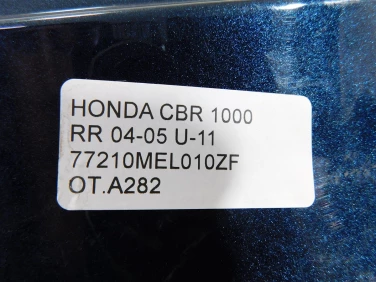 HONDA CBR 1000
RR 04-05 U-11
77210MEL010ZF
OT.A282